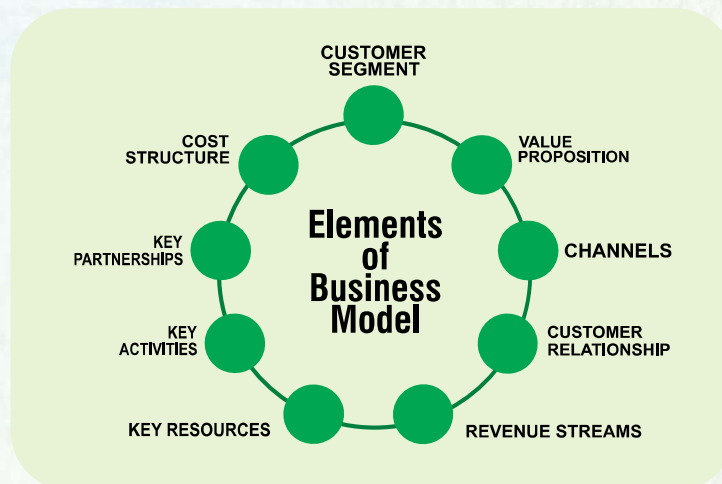 CUSTOMER
SEGMENT
VALUE
PROPOSITION
CHANNELS
CUSTOMER
RELATIONSHIP
REVENUE STREAMS
KEY RESOURCES
KEY
ACTIVITIES
KEY
PARTNERSHIPS
COST
STRUCTURE
Elements
of
Business
Model